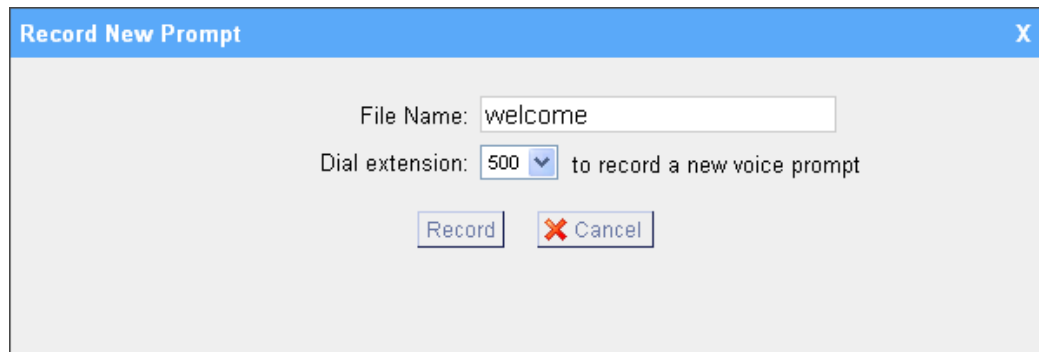 Record New Prompt X
File Name: welcome
Dial extension: 500 to record a new voice prompt
Record Cancel